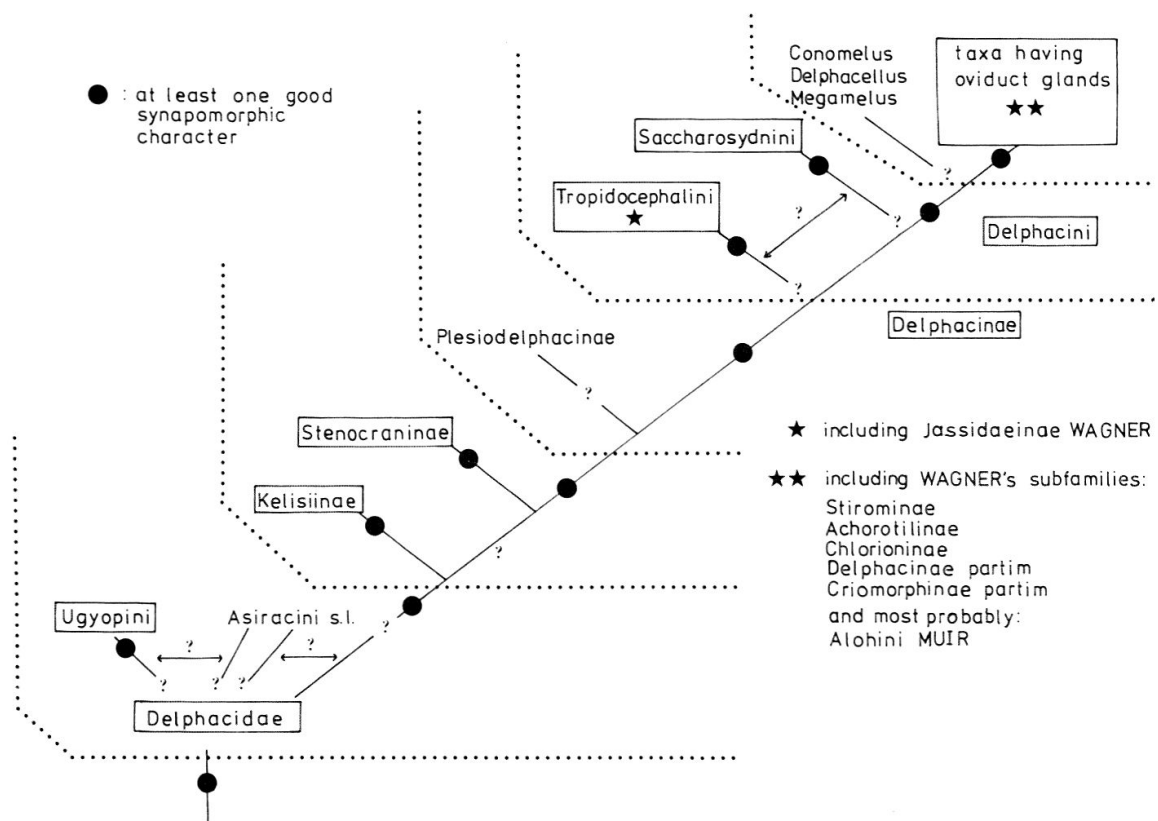 ● : at least one good
synapomorphic
character
Conomelus
Delphacellus
Megamelus
taxa having
oviduct glands
★★
Saccharosydnini
?
Tropidocephalini
★
?
?
Delphacini
?
Delphacinae
Plesiodelphacinae
?
Stenocraninae
★ including Jassidaeinae WAGNER
★★ including WAGNER's subfamilies:
Stirominae
Achorotilinae
Chlorioninae
Delphacinae partim
Criomorphinae partim
and most probably:
Alohini MUIR
Kelisiinae
?
Ugyopini
Asiracini s.l.
?
?
?
?
?
?
Delphacidae